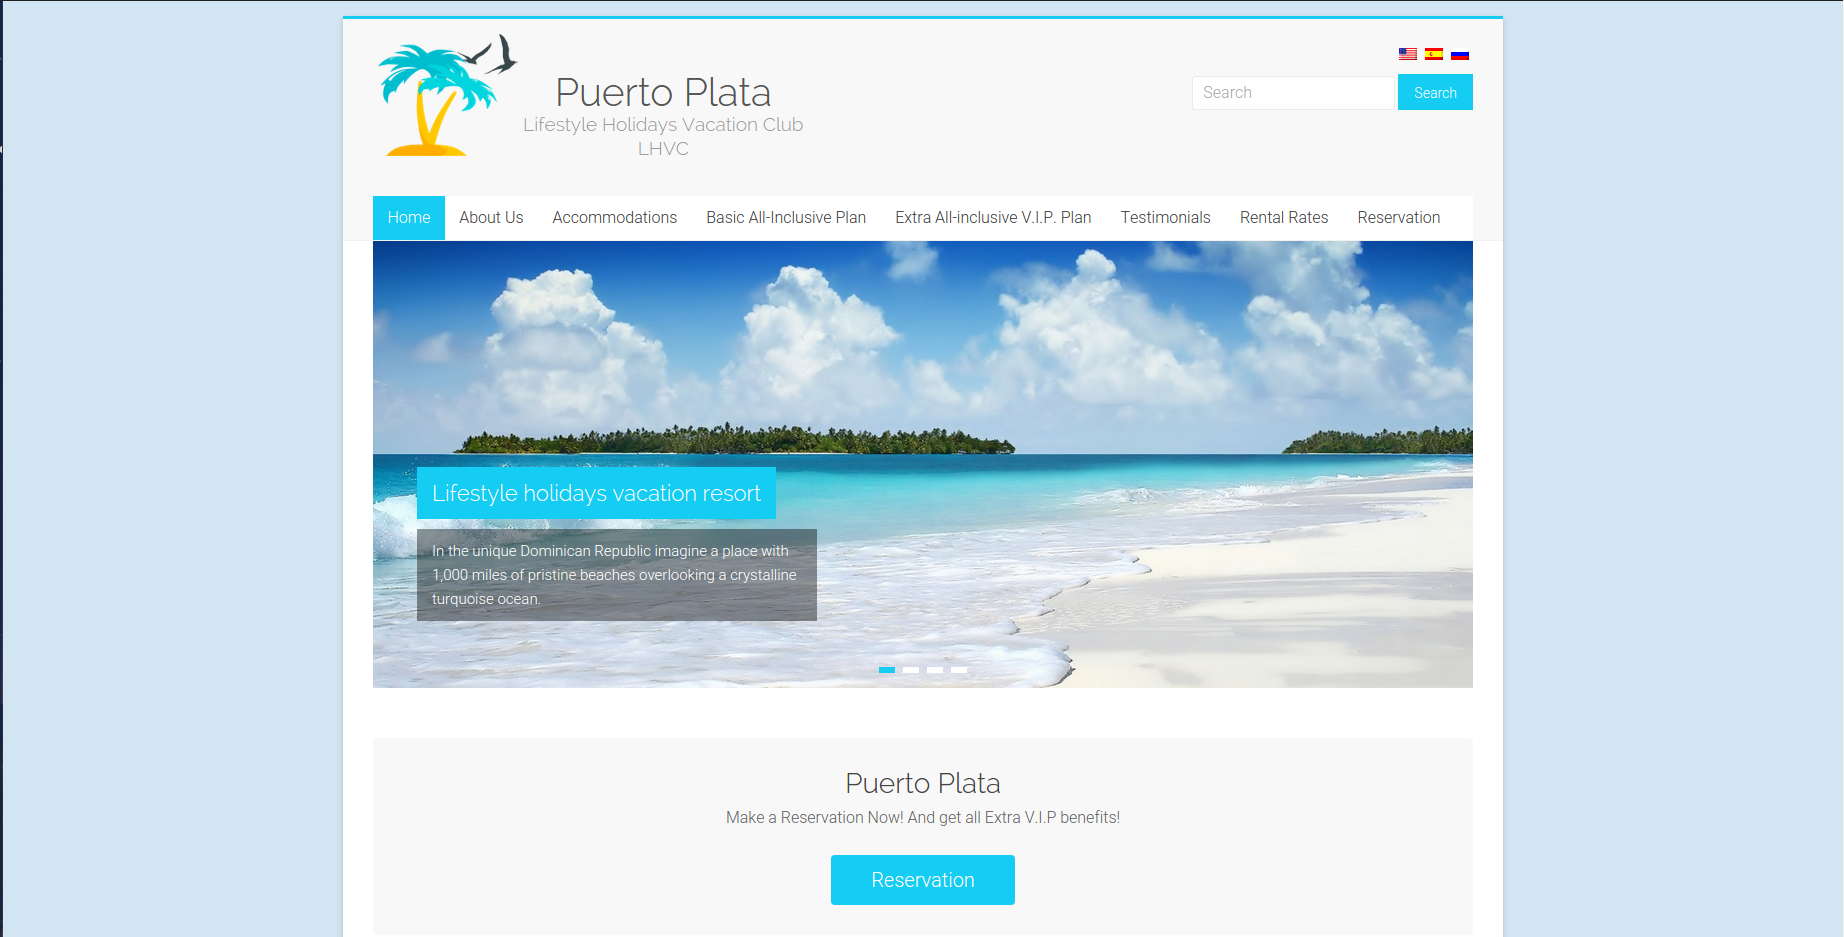 Puerto Plata
Lifestyle Holidays Vacation Club
LHVC
Search
Search
Home
About Us
Accommodations
Basic All-Inclusive Plan
Extra All-inclusive V.I.P. Plan
Testimonials
Rental Rates
Reservation
Lifestyle holidays vacation resort
In the unique Dominican Republic imagine a place with
1,000 miles of pristine beaches overlooking a crystalline
turquoise ocean.
Puerto Plata
Make a Reservation Now! And get all Extra V.I.P benefits!
Reservation